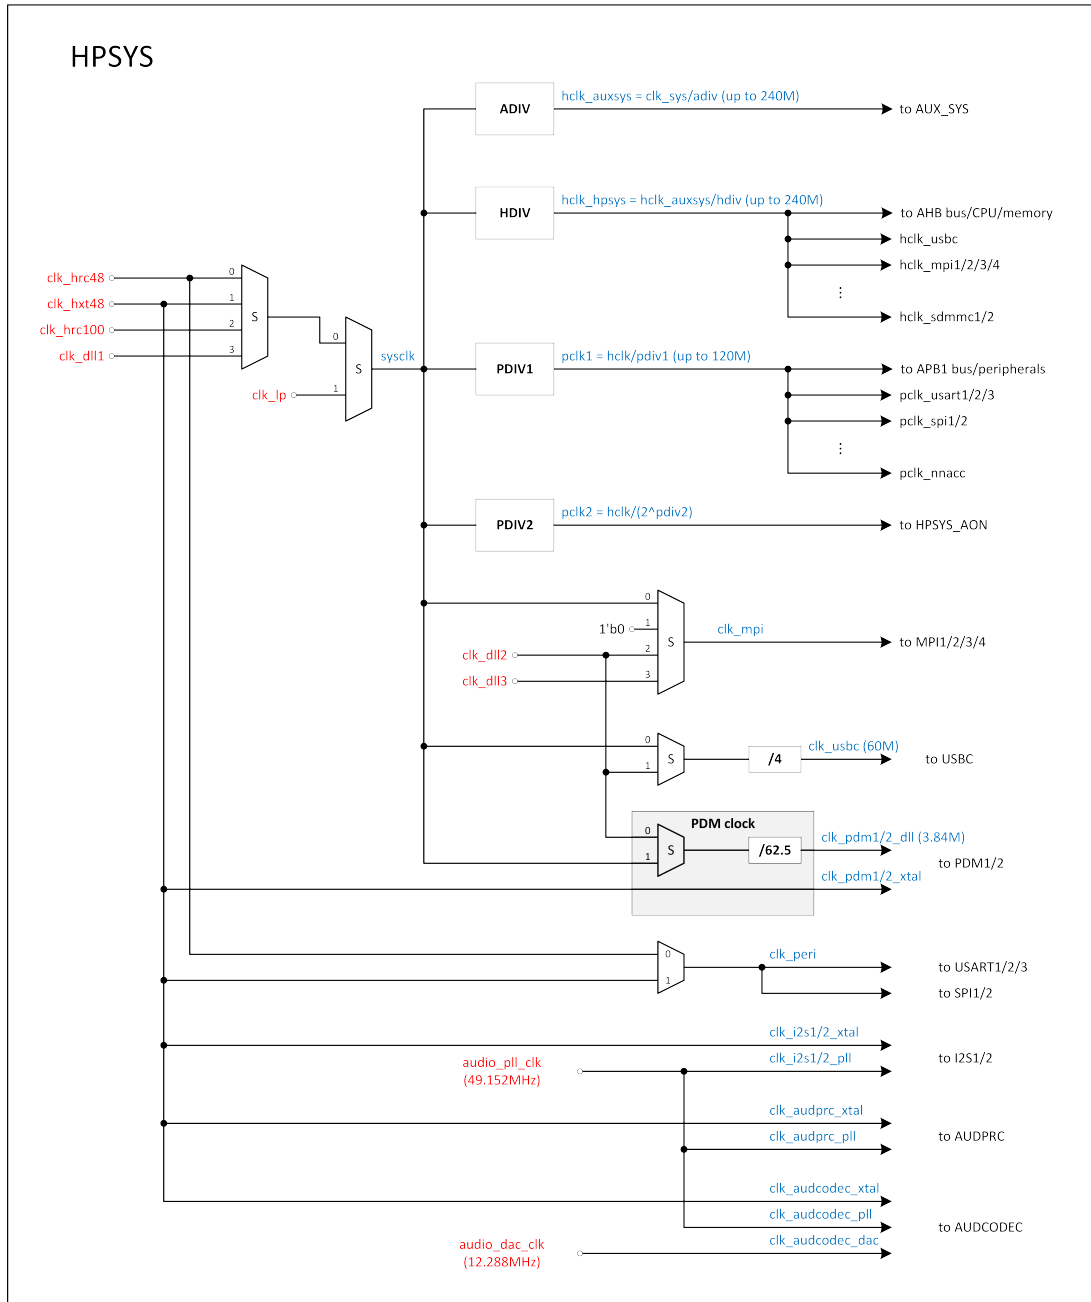 HPSYS
ADIV
hclk_auxsys = clk_sys/adiv (up to 240M)
to AUX_SYS
HDIV
hclk_hpsys = hclk_auxsys/hdiv (up to 240M)
to AHB bus/CPU/memory
hclk_usbc
hclk_mpi1/2/3/4
⋮
hclk_sdmmc1/2
clk_hrc48
0
clk_hxt48
1
clk_hrc100
2
clk_dll1
3
S
0
clk_lp
1
S
sysclk
PDIV1
pclk1 = hclk/pdiv1 (up to 120M)
to APB1 bus/peripherals
pclk_usart1/2/3
pclk_spi1/2
⋮
pclk_nnacc
PDIV2
pclk2 = hclk/(2^pdiv2)
to HPSYS_AON
0
1'b0
1
clk_dll2
2
clk_dll3
3
S
clk_mpi
to MPI1/2/3/4
0
1
S
/4
clk_usbc (60M)
to USBC
PDM clock
0
1
S
/62.5
clk_pdm1/2_dll (3.84M)
to PDM1/2
clk_pdm1/2_xtal
0
1
clk_peri
to USART1/2/3
to SPI1/2
clk_i2s1/2_xtal
to I2S1/2
clk_i2s1/2_pll
audio_pll_clk
(49.152MHz)
clk_audprc_xtal
to AUDPRC
clk_audprc_pll
clk_audcodec_xtal
clk_audcodec_pll
to AUDCODEC
clk_audcodec_dac
audio_dac_clk
(12.288MHz)